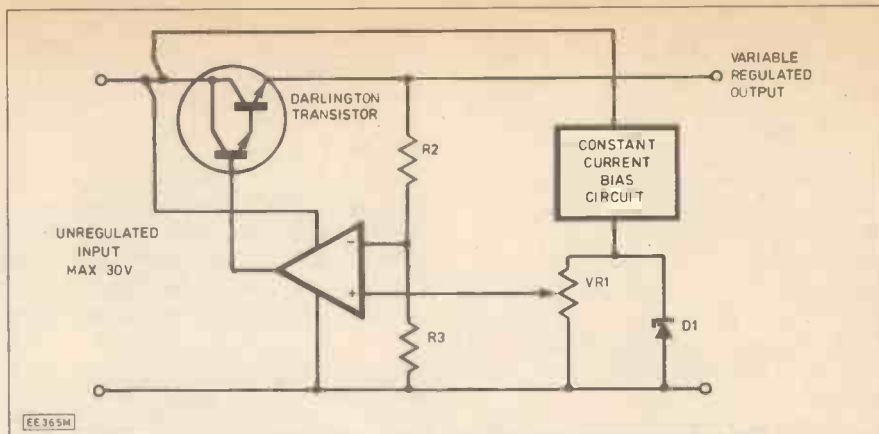 VARIABLE
REGULATED
OUTPUT
DARLINGTON
TRANSISTOR
CONSTANT
CURRENT
BIAS
CIRCUIT
R2
UNREGULATED
INPUT
MAX 30V
−
+
VR1
D1
R3
EE365M